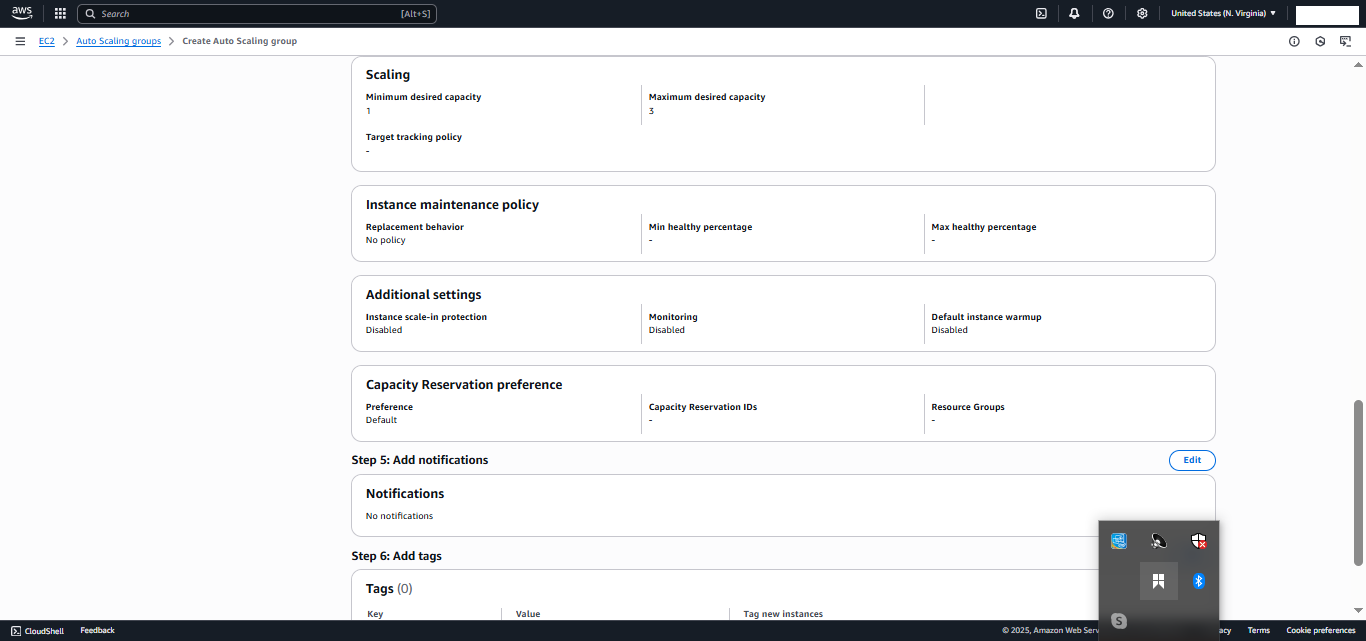 aws Search [Alt+S] United States (N. Virginia)
EC2 Auto Scaling groups Create Auto Scaling group
Scaling
Minimum desired capacity Maximum desired capacity
1 3
Target tracking policy
-
Instance maintenance policy
Replacement behavior Min healthy percentage Max healthy percentage
No policy - -
Additional settings
Instance scale-in protection Monitoring Default instance warmup
Disabled Disabled Disabled
Capacity Reservation preference
Preference Capacity Reservation IDs Resource Groups
Default - -
Step 5: Add notifications Edit
Notifications
No notifications
Step 6: Add tags
Tags (0)
Key Value Tag new instances
S
CloudShell Feedback © 2025, Amazon Web Serv acy Terms Cookie preferences